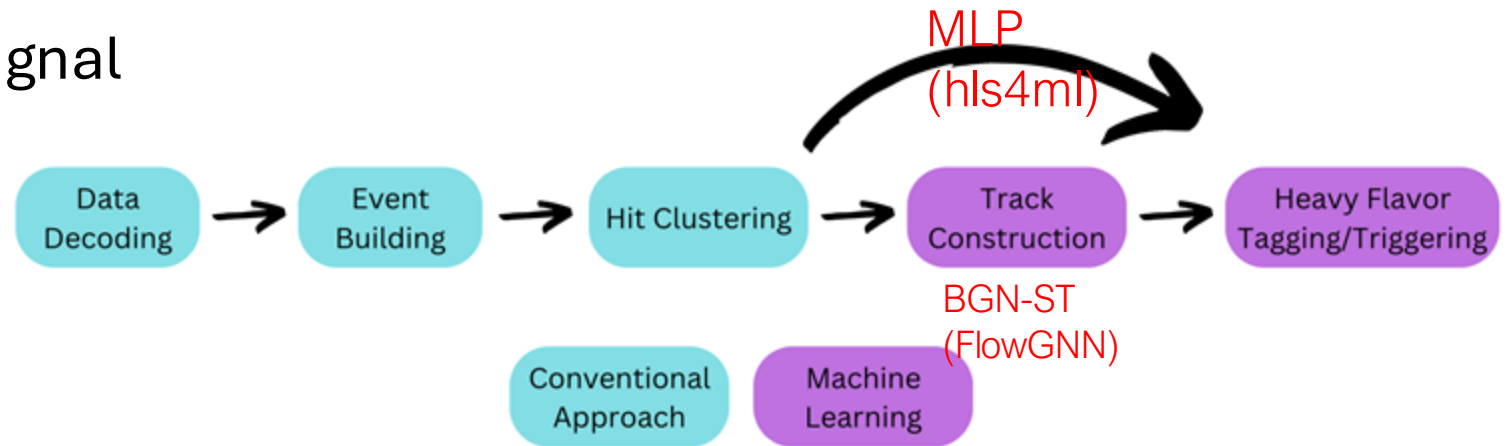 gnal
MLP
(hls4ml)
Data
Decoding
Event
Building
Hit Clustering
Track
Construction
Heavy Flavor
Tagging/Triggering
BGN-ST
(FlowGNN)
Conventional
Approach
Machine
Learning